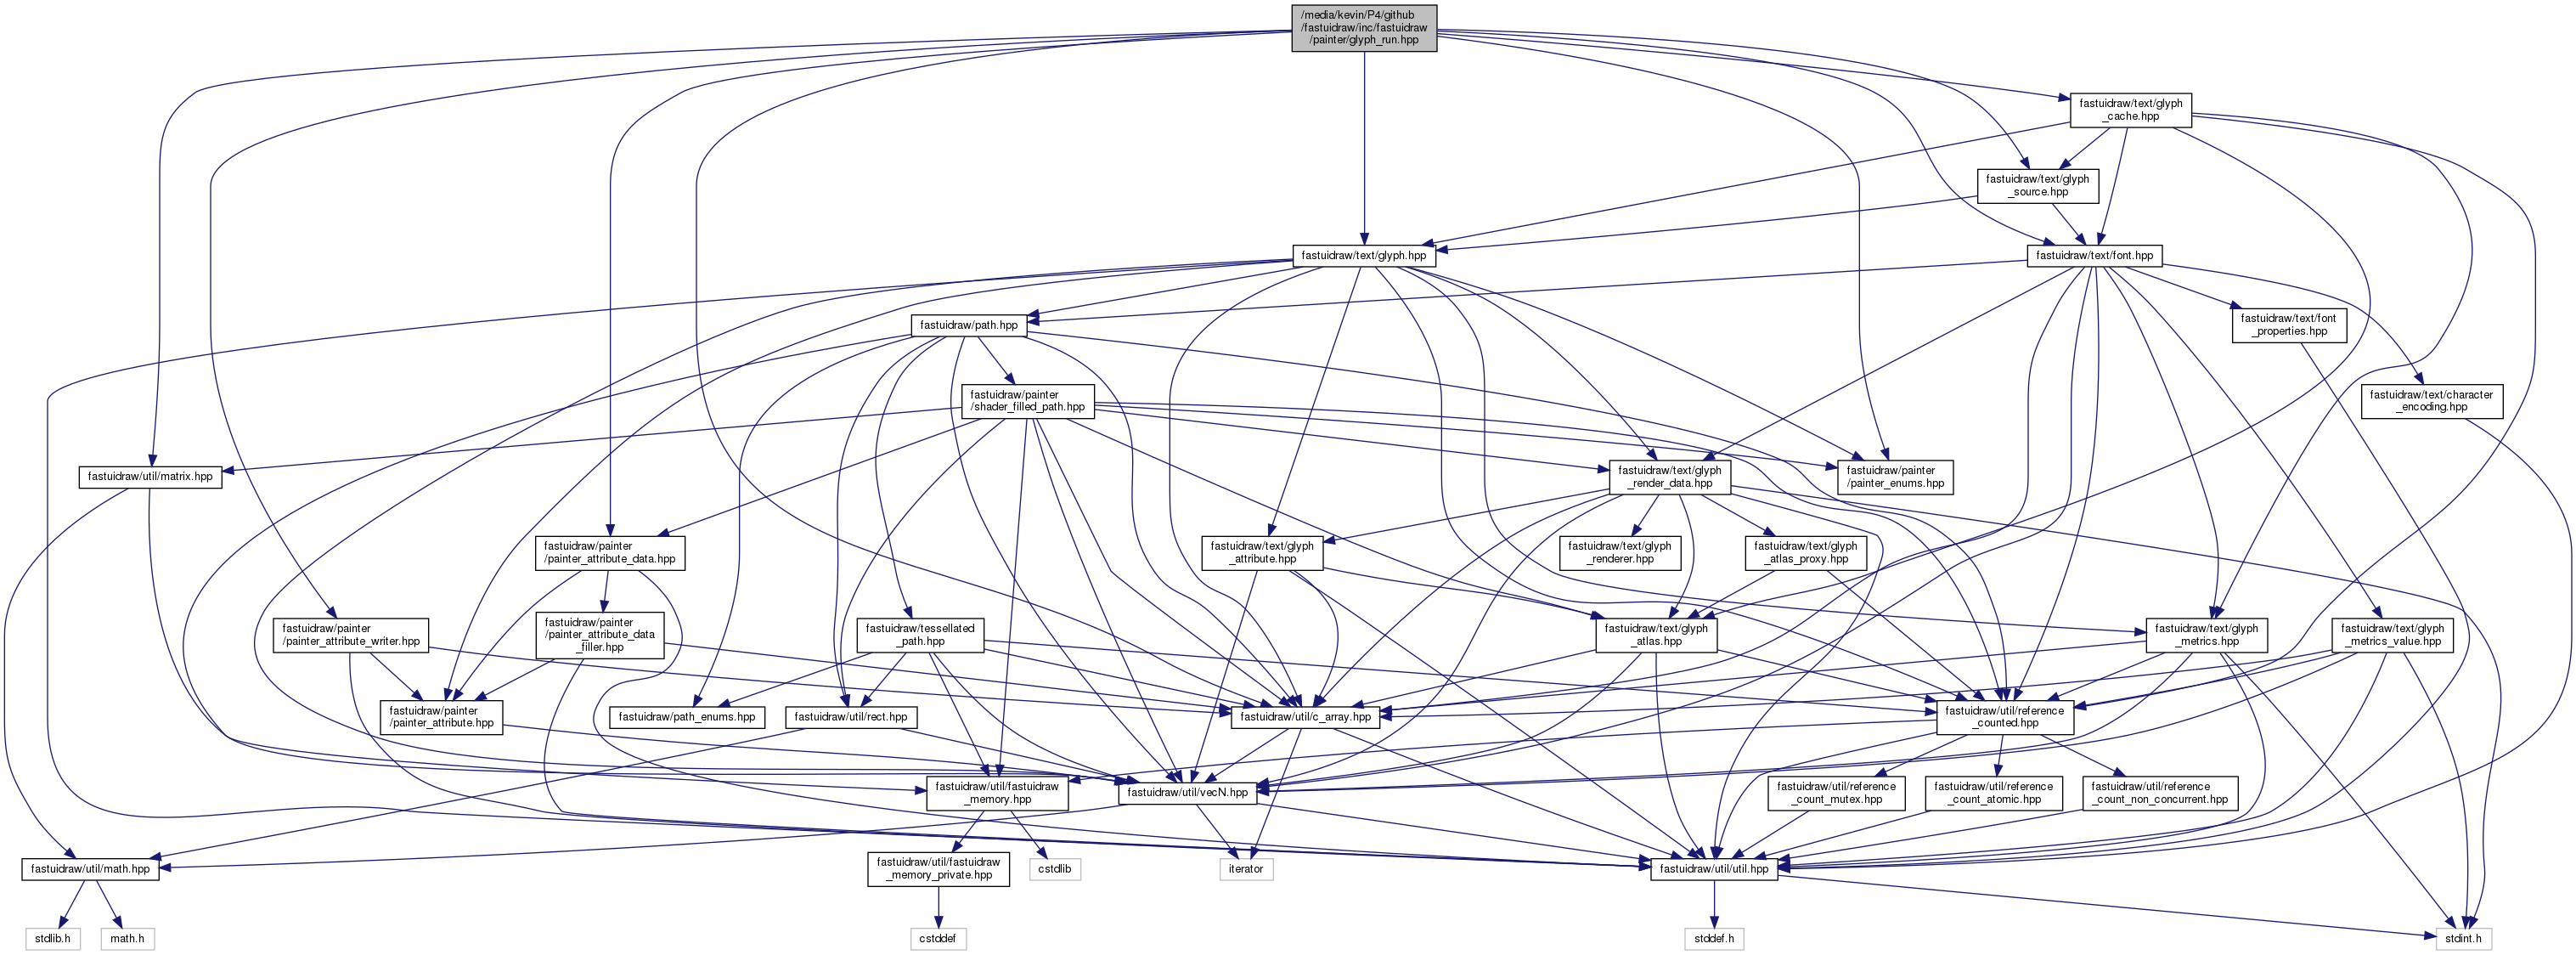 /media/kevin/P4/github
/fastuidraw/inc/fastuidraw
/painter/glyph_run.hpp
fastuidraw/text/glyph
_cache.hpp
fastuidraw/text/glyph
_source.hpp
fastuidraw/text/glyph.hpp
fastuidraw/text/font.hpp
fastuidraw/path.hpp
fastuidraw/text/font
_properties.hpp
fastuidraw/painter
/shader_filled_path.hpp
fastuidraw/text/character
_encoding.hpp
fastuidraw/util/matrix.hpp
fastuidraw/text/glyph
_render_data.hpp
fastuidraw/painter
/painter_enums.hpp
fastuidraw/painter
/painter_attribute_data.hpp
fastuidraw/text/glyph
_attribute.hpp
fastuidraw/text/glyph
_renderer.hpp
fastuidraw/text/glyph
_atlas_proxy.hpp
fastuidraw/painter
/painter_attribute_writer.hpp
fastuidraw/painter
/painter_attribute_data
_filler.hpp
fastuidraw/tessellated
_path.hpp
fastuidraw/text/glyph
_atlas.hpp
fastuidraw/text/glyph
_metrics.hpp
fastuidraw/text/glyph
_metrics_value.hpp
fastuidraw/painter
/painter_attribute.hpp
fastuidraw/path_enums.hpp
fastuidraw/util/rect.hpp
fastuidraw/util/c_array.hpp
fastuidraw/util/reference
_counted.hpp
fastuidraw/util/fastuidraw
_memory.hpp
fastuidraw/util/vecN.hpp
fastuidraw/util/reference
_count_mutex.hpp
fastuidraw/util/reference
_count_atomic.hpp
fastuidraw/util/reference
_count_non_concurrent.hpp
fastuidraw/util/math.hpp
fastuidraw/util/fastuidraw
_memory_private.hpp
cstdlib
iterator
fastuidraw/util/util.hpp
stdlib.h
math.h
cstddef
stddef.h
stdint.h